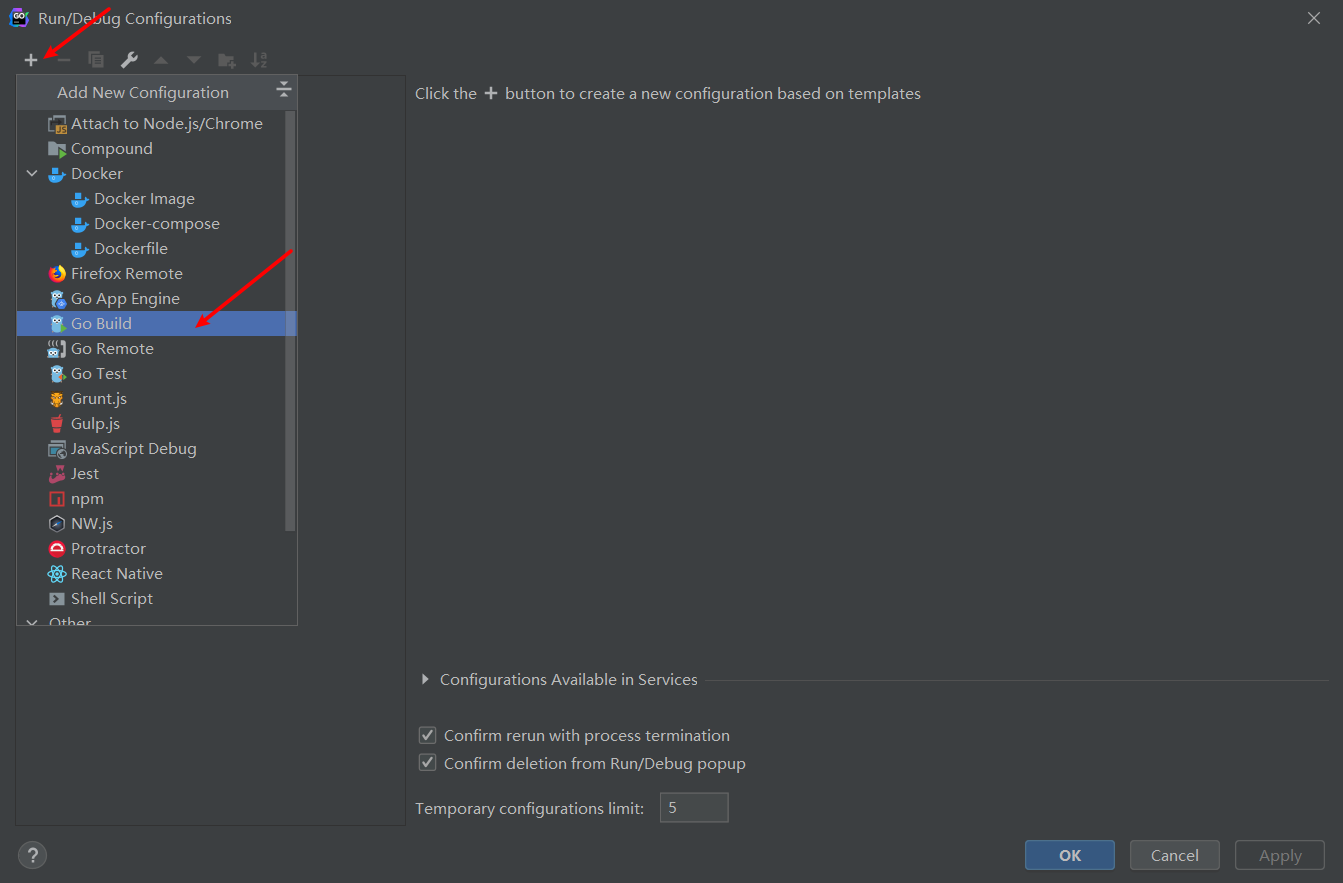 Run/Debug Configurations
Add New Configuration
Click the + button to create a new configuration based on templates
Attach to Node.js/Chrome
Compound
Docker
Docker Image
Docker-compose
Dockerfile
Firefox Remote
Go App Engine
Go Build
Go Remote
Go Test
Grunt.js
Gulp.js
JavaScript Debug
Jest
npm
NW.js
Protractor
React Native
Shell Script
Other
Configurations Available in Services
Confirm rerun with process termination
Confirm deletion from Run/Debug popup
Temporary configurations limit: 5
? OK Cancel Apply